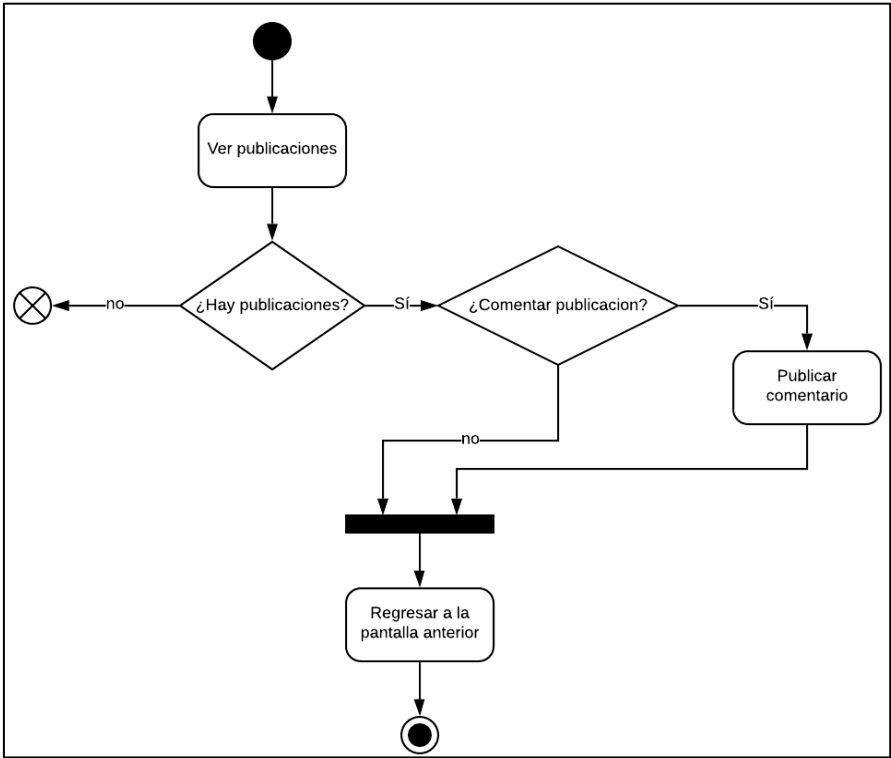 Ver publicaciones
no
¿Hay publicaciones?
Sí
¿Comentar publicacion?
Sí
Publicar
comentario
no
Regresar a la
pantalla anterior